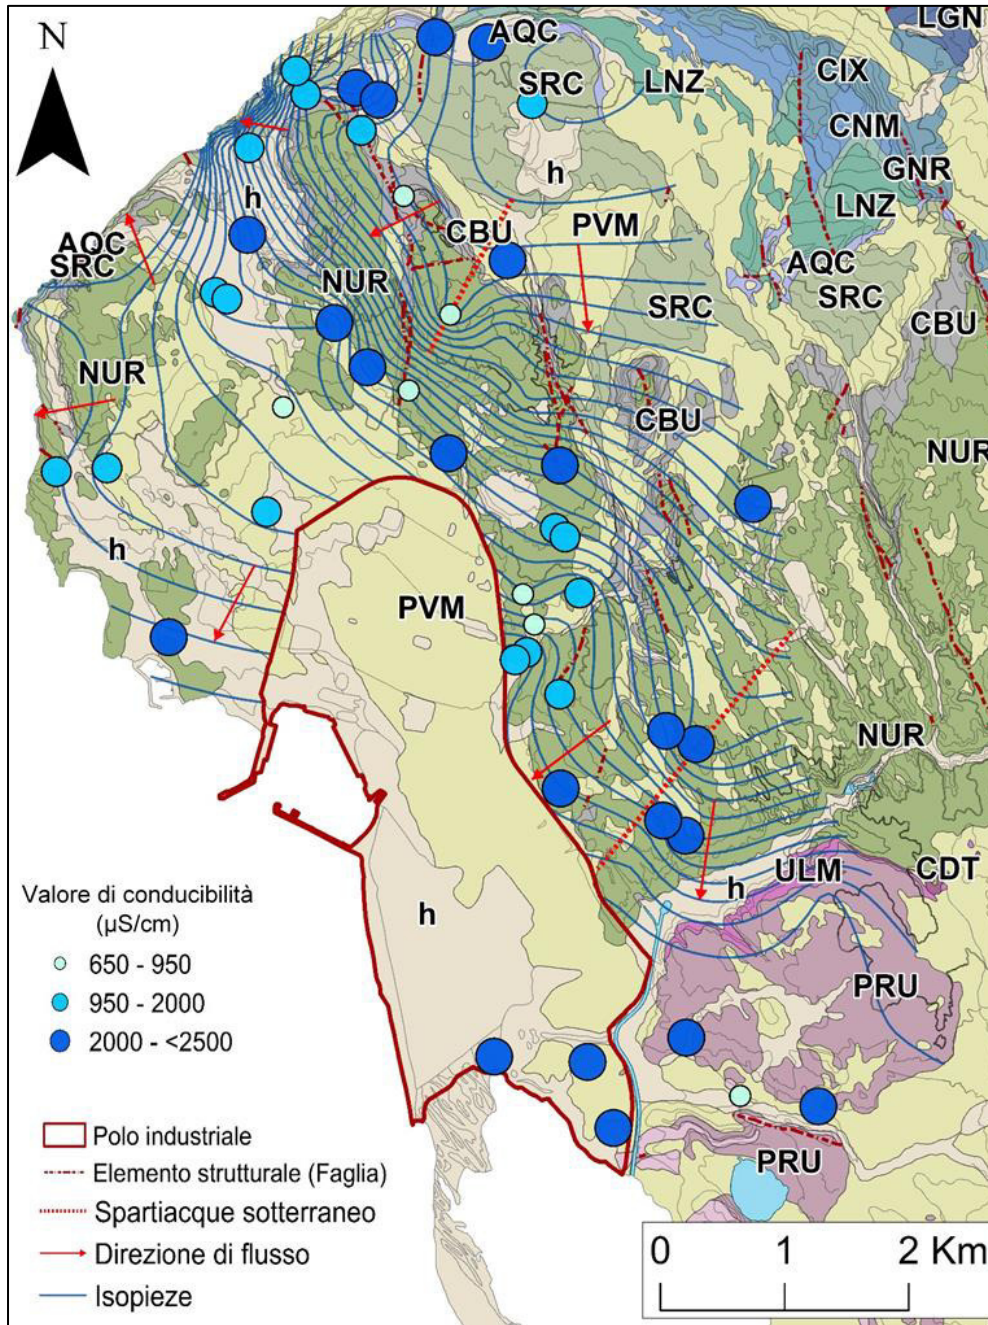 N
AQC
LGN
SRC
LNZ
CIX
CNM
GNR
h
h
LNZ
CBU
PVM
AQC
SRC
AQC
NUR
SRC
SRC
CBU
NUR
CBU
NUR
h
PVM
NUR
ULM
CDT
h
h
PRU
PRU
Valore di conducibilità
(µS/cm)
650 - 950
950 - 2000
2000 - <2500
Polo industriale
Elemento strutturale (Faglia)
Spartiacque sotterraneo
Direzione di flusso
Isopieze
0 1 2 Km